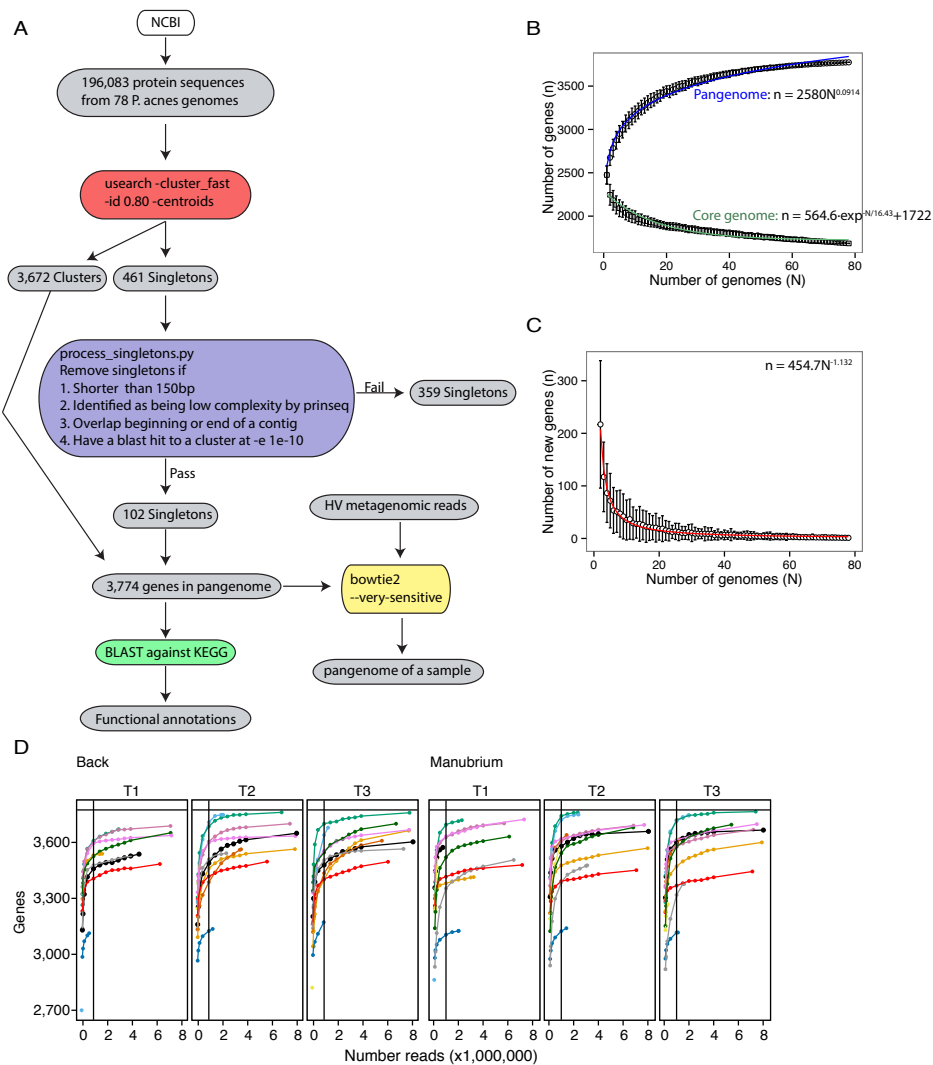 A
NCBI
196,083 protein sequences
from 78 P. acnes genomes
usearch -cluster_fast
-id 0.80 -centroids
3,672 Clusters
461 Singletons
process_singletons.py
Remove singletons if
1. Shorter than 150bp
2. Identified as being low complexity by prinseq
3. Overlap beginning or end of a contig
4. Have a blast hit to a cluster at -e 1e-10
Fail
359 Singletons
Pass
102 Singletons
HV metagenomic reads
3,774 genes in pangenome
bowtie2
--very-sensitive
BLAST against KEGG
pangenome of a sample
Functional annotations
B
Number of genes (n)
3500
3000
2500
2000
Pangenome: n = 2580N^0.0914
Core genome: n = 564.6·exp^-N/16.43+1722
0 20 40 60 80
Number of genomes (N)
C
n = 454.7N^-1.132
Number of new genes (n)
300
200
100
0
0 20 40 60 80
Number of genomes (N)
D
Back
Manubrium
T1 T2 T3 T1 T2 T3
Genes
3,600
3,300
3,000
2,700
0 2 4 6 8 0 2 4 6 8 0 2 4 6 8 0 2 4 6 8 0 2 4 6 8 0 2 4 6 8
Number reads (x1,000,000)